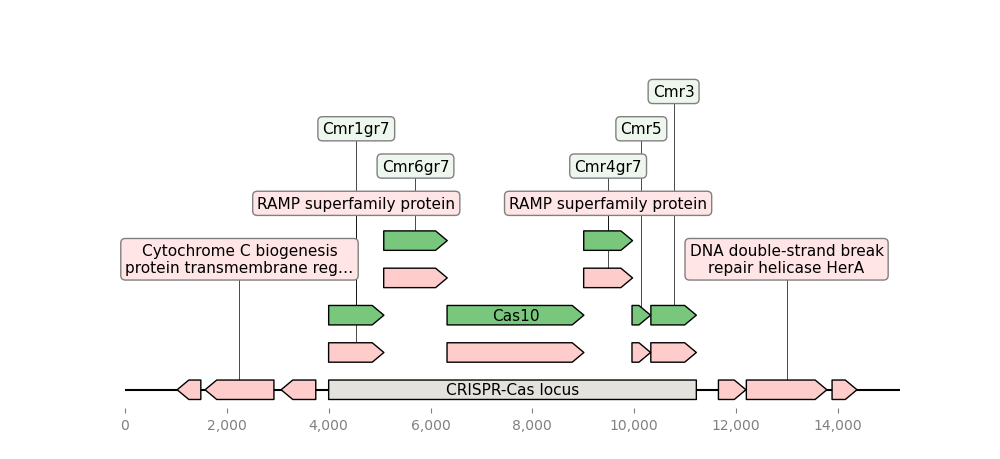 Cmr3
Cmr1gr7
Cmr5
Cmr6gr7
Cmr4gr7
RAMP superfamily protein
RAMP superfamily protein
Cytochrome C biogenesis
protein transmembrane reg...
DNA double-strand break
repair helicase HerA
Cas10
CRISPR-Cas locus
0
2,000
4,000
6,000
8,000
10,000
12,000
14,000